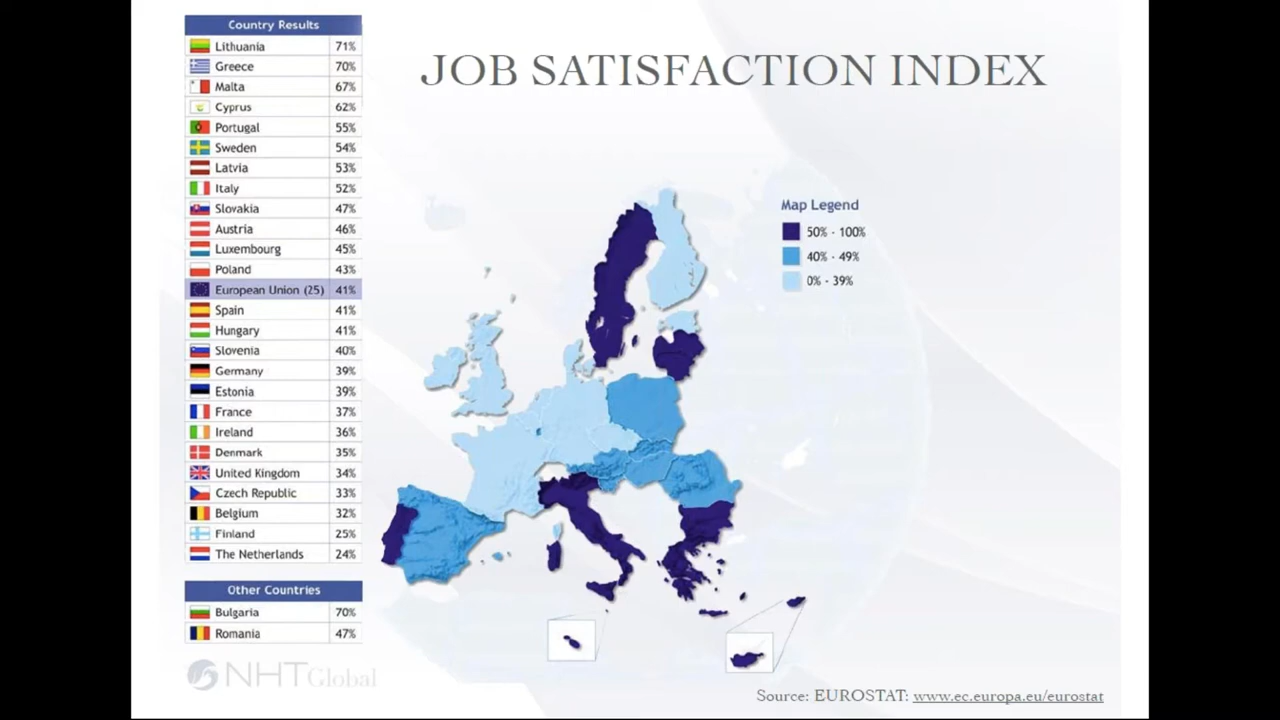 Country Results
Lithuania 71%
Greece 70%
Malta 67%
Cyprus 62%
Portugal 55%
Sweden 54%
Latvia 53%
Italy 52%
Slovakia 47%
Austria 46%
Luxembourg 45%
Poland 43%
European Union (25) 41%
Spain 41%
Hungary 41%
Slovenia 40%
Germany 39%
Estonia 39%
France 37%
Ireland 36%
Denmark 35%
United Kingdom 34%
Czech Republic 33%
Belgium 32%
Finland 25%
The Netherlands 24%
Other Countries
Bulgaria 70%
Romania 47%
NHT Global
JOB SATISFACTION INDEX
Map Legend
50% - 100%
40% - 49%
0% - 39%
Source: EUROSTAT: www.ec.europa.eu/eurostat